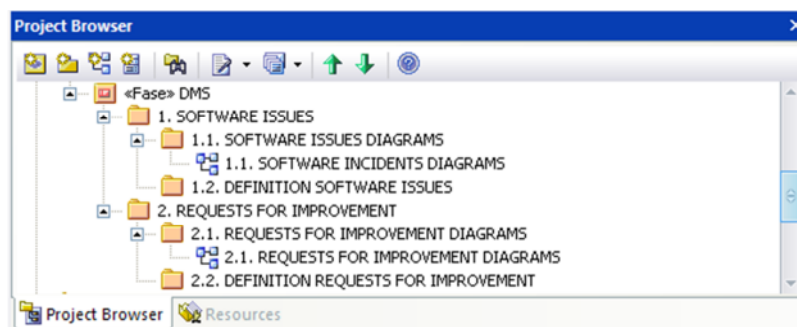 Project Browser
«Fase» DMS
1. SOFTWARE ISSUES
1.1. SOFTWARE ISSUES DIAGRAMS
1.1. SOFTWARE INCIDENTS DIAGRAMS
1.2. DEFINITION SOFTWARE ISSUES
2. REQUESTS FOR IMPROVEMENT
2.1. REQUESTS FOR IMPROVEMENT DIAGRAMS
2.1. REQUESTS FOR IMPROVEMENT DIAGRAMS
2.2. DEFINITION REQUESTS FOR IMPROVEMENT
Project Browser Resources